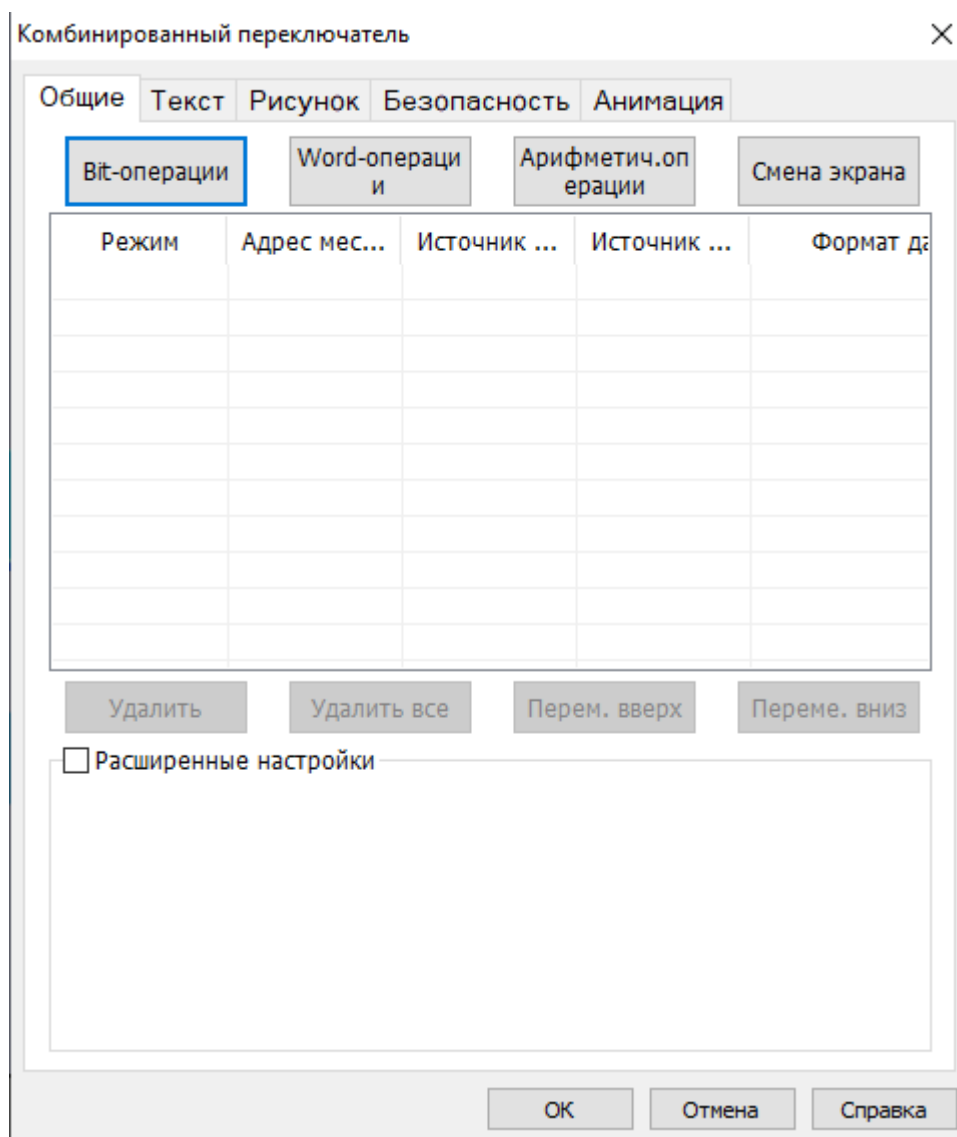 Комбинированный переключатель
Общие Текст Рисунок Безопасность Анимация
Bit-операции Word-операци
и Арифметич.оп
ерации Смена экрана
Режим Адрес мес... Источник ... Источник ... Формат да
Удалить Удалить все Перем. вверх Переме. вниз
Расширенные настройки
ОК Отмена Справка